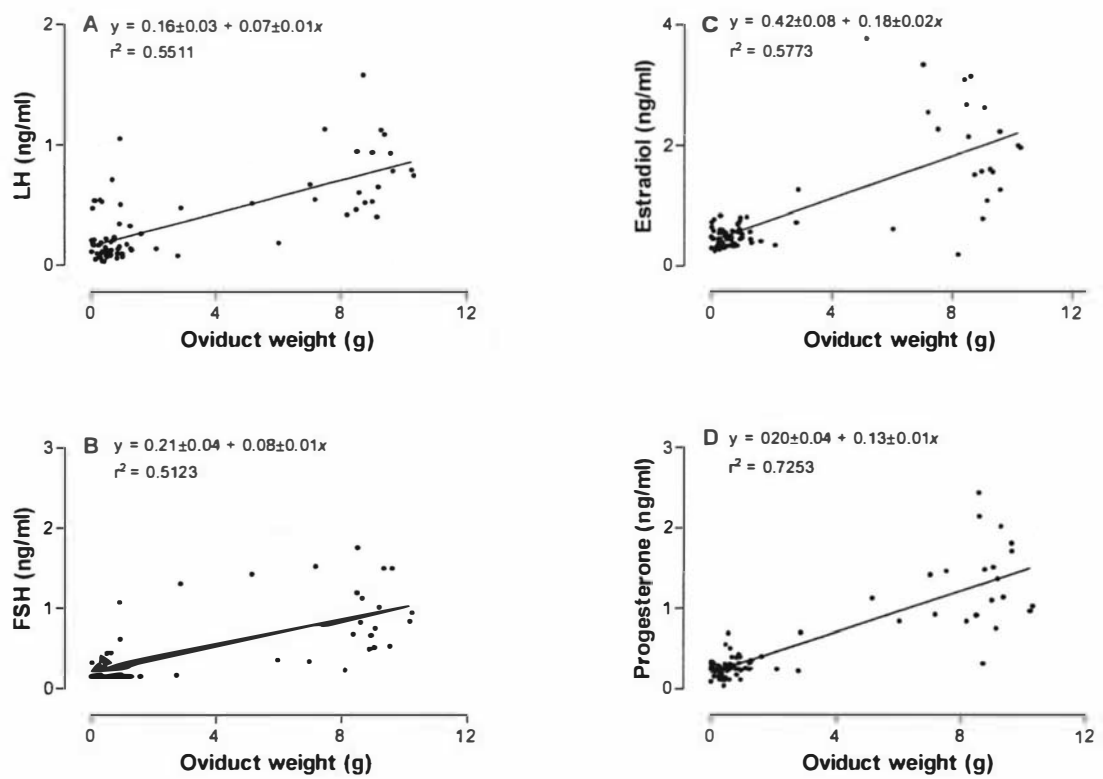 A y = 0.16±0.03 + 0.07±0.01x
r² = 0.5511
2
1
0
LH (ng/ml)
0 4 8 12
Oviduct weight (g)
C y = 0.42±0.08 + 0.18±0.02x
r² = 0.5773
4
2
0
Estradiol (ng/ml)
0 4 8 12
Oviduct weight (g)
B y = 0.21±0.04 + 0.08±0.01x
r² = 0.5123
3
2
1
0
FSH (ng/ml)
0 4 8 12
Oviduct weight (g)
D y = 020±0.04 + 0.13±0.01x
r² = 0.7253
3
2
1
0
Progesterone (ng/ml)
0 4 8 12
Oviduct weight (g)